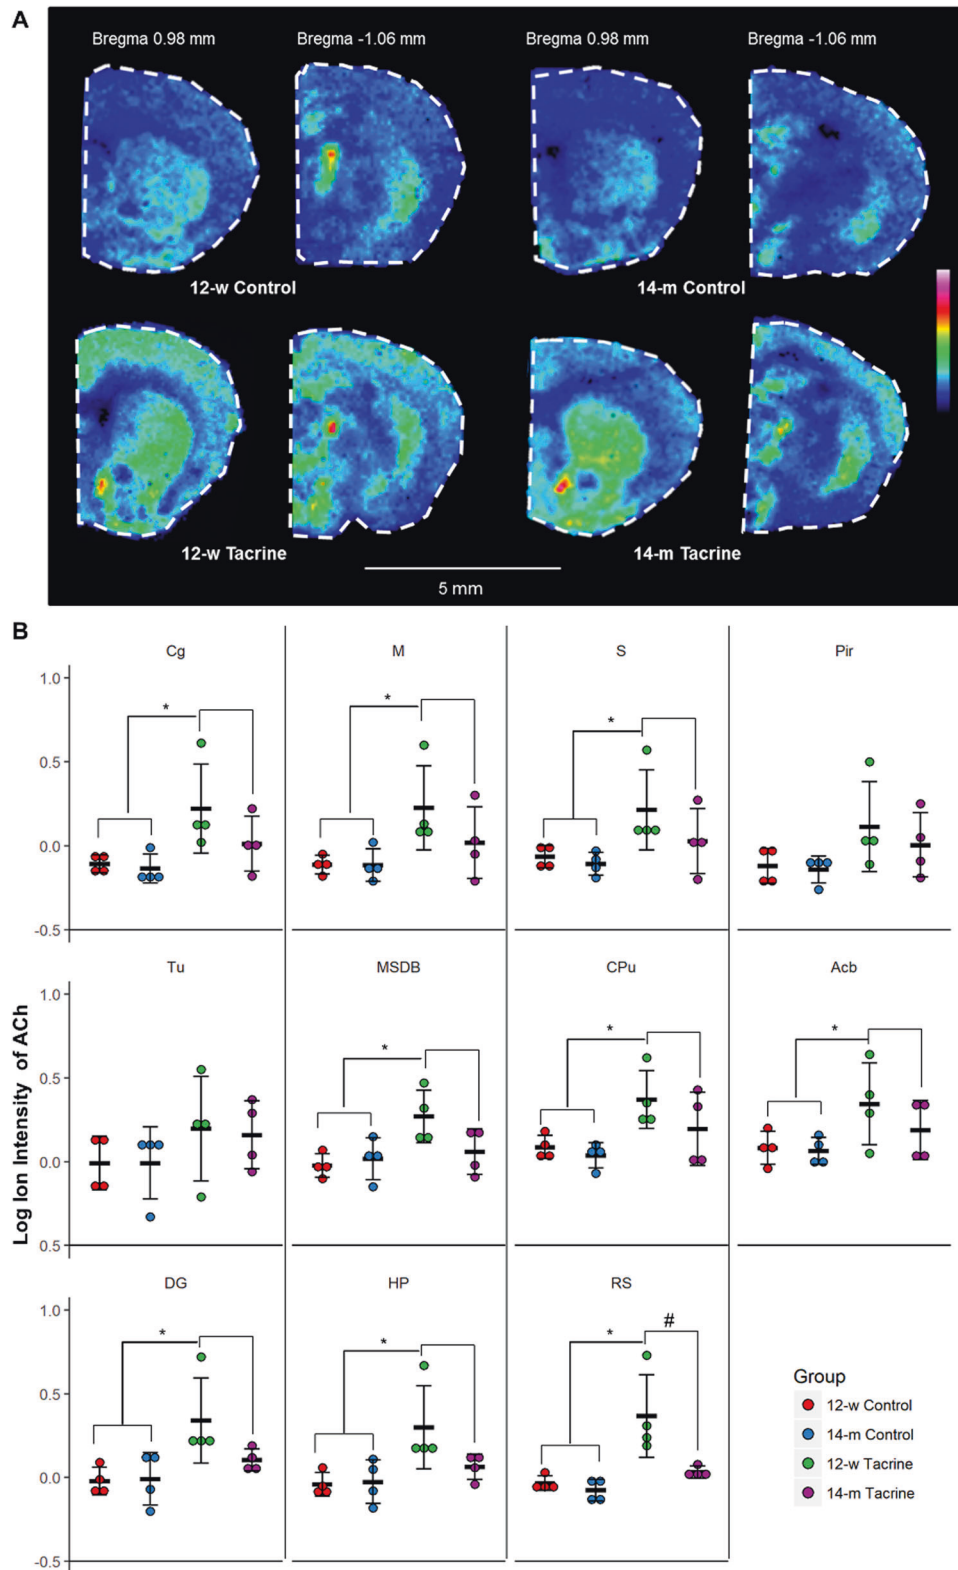 A
Bregma 0.98 mm Bregma -1.06 mm Bregma 0.98 mm Bregma -1.06 mm
12-w Control 14-m Control
12-w Tacrine 14-m Tacrine
5 mm
B
Log Ion Intensity of ACh
Cg M S Pir
1.0
0.5
0.0
-0.5
* * *
Tu MSDB CPu Acb
1.0
0.5
0.0
0.5
* * *
DG HP RS
1.0
0.5
0.0
-0.5
* * * #
Group
12-w Control
14-m Control
12-w Tacrine
14-m Tacrine